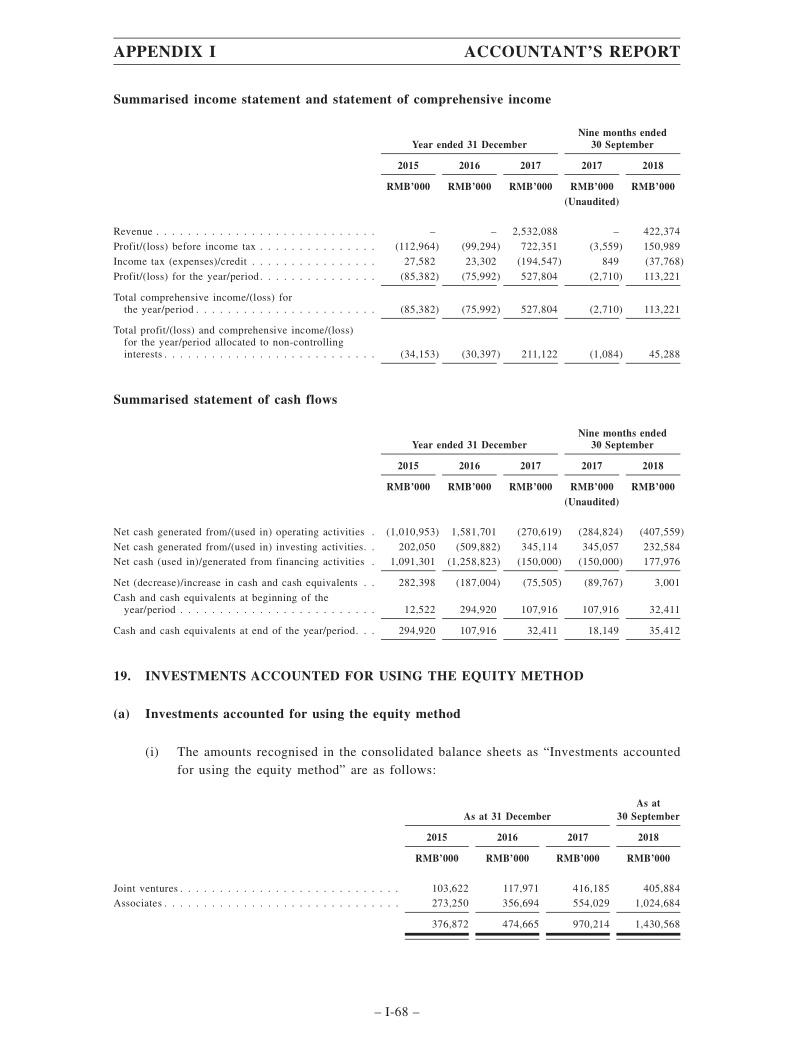 APPENDIX I ACCOUNTANT’S REPORT
Summarised income statement and statement of comprehensive income
Nine months ended
Year ended 31 December 30 September
2015 2016 2017 2017 2018
RMB’000 RMB’000 RMB’000 RMB’000 RMB’000
(Unaudited)
Revenue . . . . . . . . . . . . . . . . . . . . . . . . . . . . – – 2,532,088 – 422,374
Profit/(loss) before income tax . . . . . . . . . . . . . . . (112,964) (99,294) 722,351 (3,559) 150,989
Income tax (expenses)/credit . . . . . . . . . . . . . . . . 27,582 23,302 (194,547) 849 (37,768)
Profit/(loss) for the year/period. . . . . . . . . . . . . . . (85,382) (75,992) 527,804 (2,710) 113,221
Total comprehensive income/(loss) for
the year/period . . . . . . . . . . . . . . . . . . . . . . . (85,382) (75,992) 527,804 (2,710) 113,221
Total profit/(loss) and comprehensive income/(loss)
for the year/period allocated to non-controlling
interests . . . . . . . . . . . . . . . . . . . . . . . . . . . (34,153) (30,397) 211,122 (1,084) 45,288
Summarised statement of cash flows
Nine months ended
Year ended 31 December 30 September
2015 2016 2017 2017 2018
RMB’000 RMB’000 RMB’000 RMB’000 RMB’000
(Unaudited)
Net cash generated from/(used in) operating activities . (1,010,953) 1,581,701 (270,619) (284,824) (407,559)
Net cash generated from/(used in) investing activities. . 202,050 (509,882) 345,114 345,057 232,584
Net cash (used in)/generated from financing activities . 1,091,301 (1,258,823) (150,000) (150,000) 177,976
Net (decrease)/increase in cash and cash equivalents . . 282,398 (187,004) (75,505) (89,767) 3,001
Cash and cash equivalents at beginning of the
year/period . . . . . . . . . . . . . . . . . . . . . . . . . 12,522 294,920 107,916 107,916 32,411
Cash and cash equivalents at end of the year/period. . . 294,920 107,916 32,411 18,149 35,412
19. INVESTMENTS ACCOUNTED FOR USING THE EQUITY METHOD
(a) Investments accounted for using the equity method
(i) The amounts recognised in the consolidated balance sheets as “Investments accounted
for using the equity method” are as follows:
As at
As at 31 December 30 September
2015 2016 2017 2018
RMB’000 RMB’000 RMB’000 RMB’000
Joint ventures . . . . . . . . . . . . . . . . . . . . . . . . . . . . 103,622 117,971 416,185 405,884
Associates . . . . . . . . . . . . . . . . . . . . . . . . . . . . . . 273,250 356,694 554,029 1,024,684
376,872 474,665 970,214 1,430,568
– I-68 –